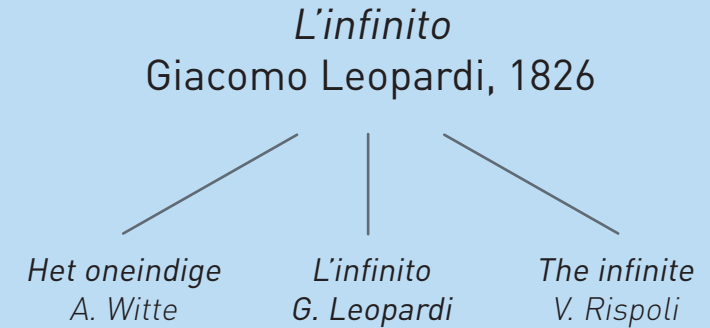 L'infinito
Giacomo Leopardi, 1826
Het oneindige
A. Witte
L'infinito
G. Leopardi
The infinite
V. Rispoli